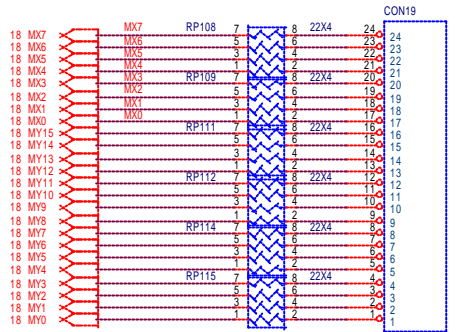 CON19
18 MX7 MX7 RP108 7 8 22X4 24 24
18 MX6 MX6 5 6 23 23
18 MX5 MX5 3 4 22 22
18 MX4 MX4 1 2 21 21
18 MX3 MX3 RP109 7 8 22X4 20 20
18 MX2 MX2 5 6 19 19
18 MX1 MX1 3 4 18 18
18 MX0 MX0 1 2 17 17
18 MY15 RP111 7 8 22X4 16 16
18 MY14 5 6 15 15
18 MY13 3 4 14 14
18 MY12 1 2 13 13
18 MY11 RP112 7 8 22X4 12 12
18 MY10 5 6 11 11
18 MY9 3 4 10 10
18 MY8 1 2 9 9
18 MY7 RP114 7 8 22X4 8 8
18 MY6 5 6 7 7
18 MY5 3 4 6 6
18 MY4 1 2 5 5
18 MY3 RP115 7 8 22X4 4 4
18 MY2 5 6 3 3
18 MY1 3 4 2 2
18 MY0 1 2 1 1